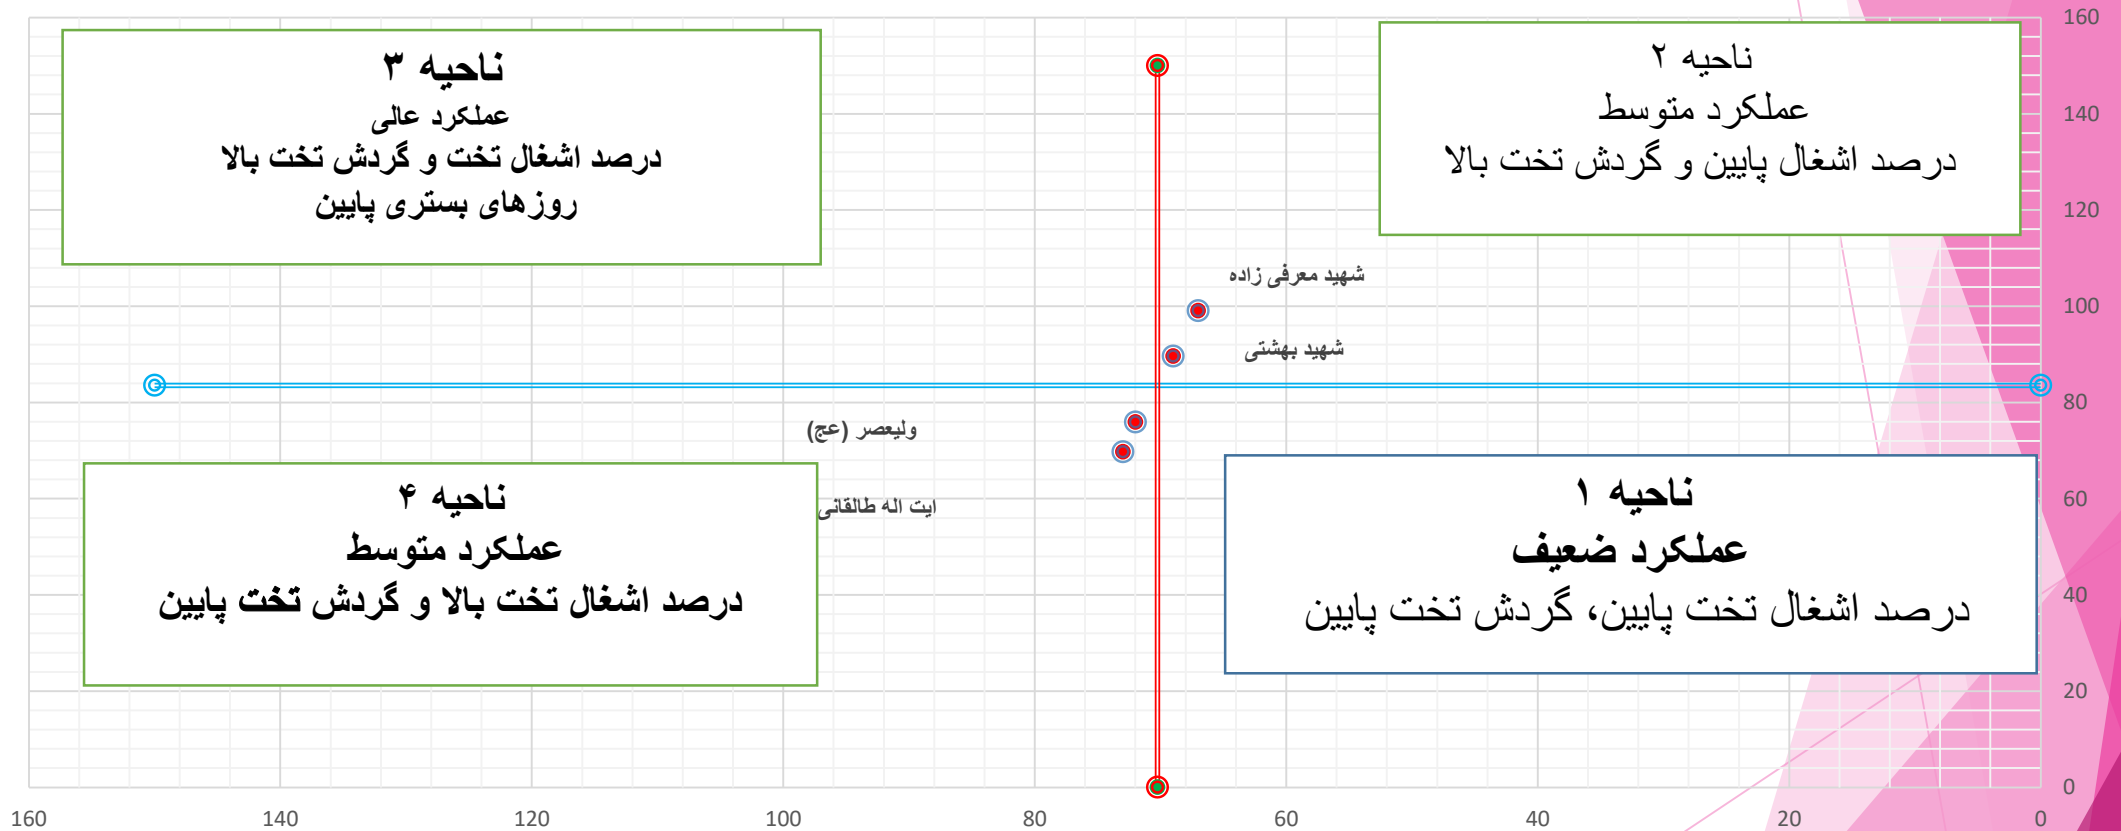 ناحیه ۲
عملکرد متوسط
درصد اشغال پایین و گردش تخت بالا
ناحیه ۳
عملکرد عالی
درصد اشغال تخت و گردش تخت بالا
روزهای بستری پایین
شهید معرفی زاده
شهید بهشتی
ولیعصر (عج)
ایت اله طالقانی
ناحیه ۱
عملکرد ضعیف
درصد اشغال تخت پایین، گردش تخت پایین
ناحیه ۴
عملکرد متوسط
درصد اشغال تخت بالا و گردش تخت پایین
160
140
120
100
80
60
40
20
0
160
140
120
100
80
60
40
20
0